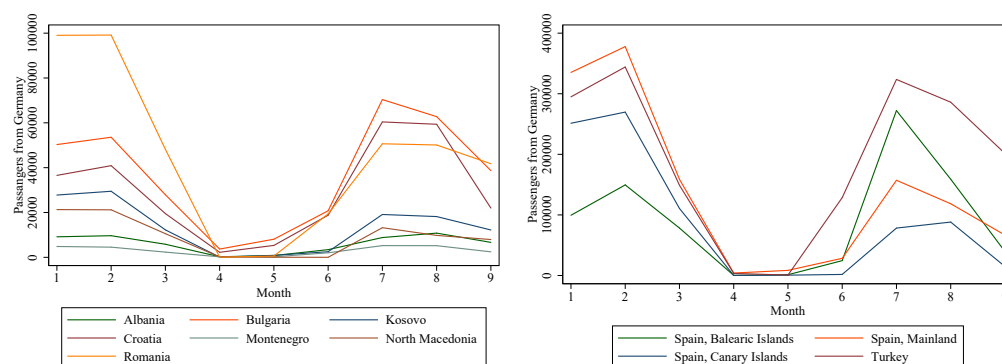 100000
80000
60000
40000
20000
0
Passangers from Germany
1 2 3 4 5 6 7 8 9
Month
Albania Bulgaria Kosovo
Croatia Montenegro North Macedonia
Romania
400000
300000
200000
100000
0
Passengers from Germany
1 2 3 4 5 6 7 8
Month
Spain, Balearic Islands Spain, Mainland
Spain, Canary Islands Turkey